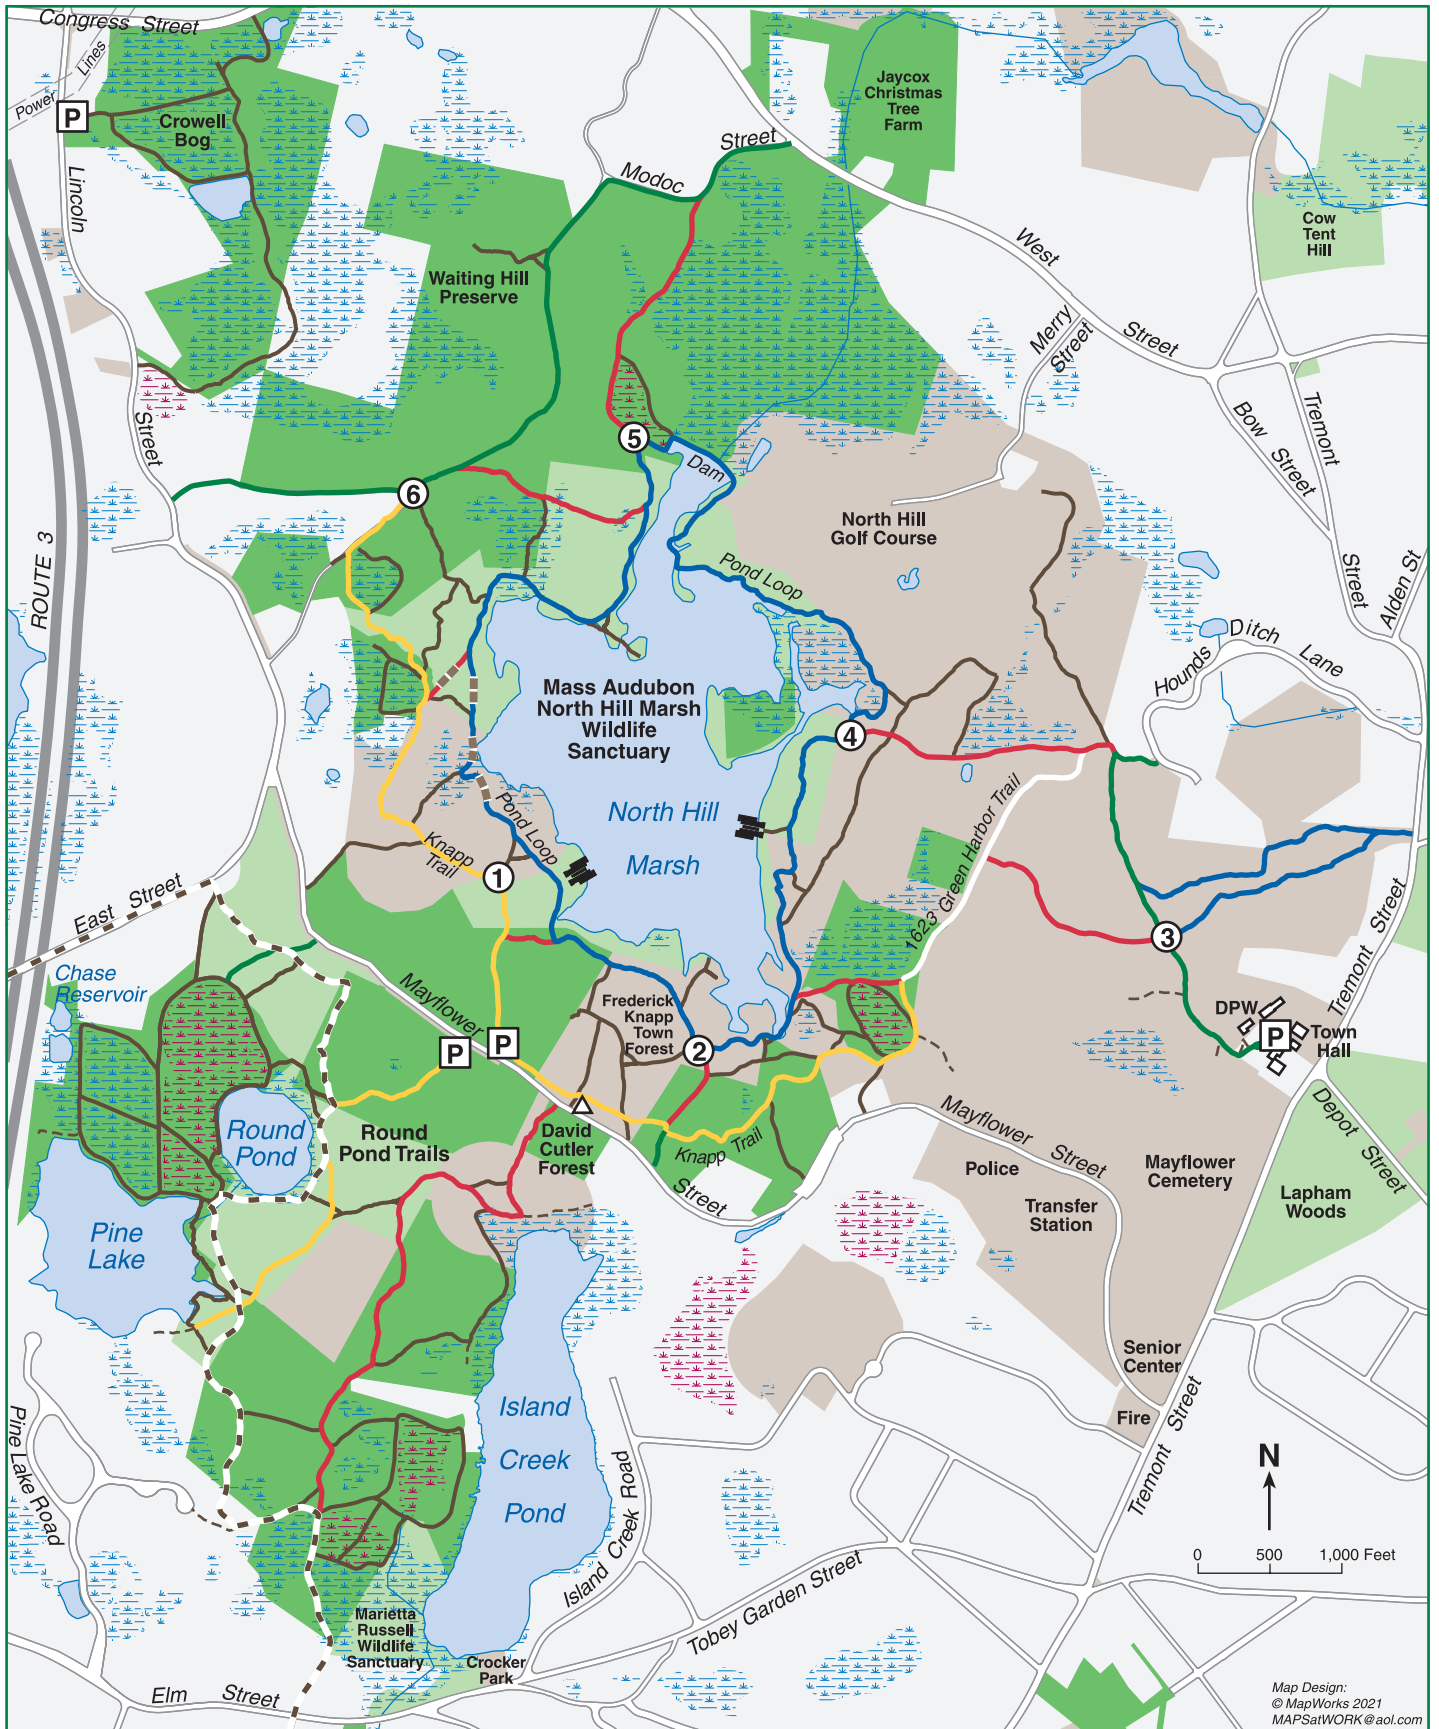 Congress Street
Power
Lines
P
Crowell
Bog
Lincoln
Street
ROUTE 3
Jaycox
Christmas
Tree
Farm
Modoc
Street
Cow
Tent
Hill
West
Street
Merry
Street
Waiting Hill
Preserve
Bow Street
Tremont
Street
Alden St
5
Dam
6
North Hill
Golf Course
Pond Loop
Hounds
Ditch
Lane
Mass Audubon
North Hill Marsh
Wildlife
Sanctuary
4
North Hill
Marsh
Pond Loop
Knapp
Trail
1
1623 Green Harbor Trail
East Street
3
Tremont Street
Chase
Reservoir
Mayflower
Street
Frederick
Knapp
Town
Forest
2
DPW
P
Town
Hall
P
P
Round
Pond
Round
Pond Trails
David
Cutler
Forest
Knapp Trail
Mayflower
Street
Depot
Street
Police
Mayflower
Cemetery
Transfer
Station
Lapham
Woods
Pine
Lake
Senior
Center
Fire
Tremont Street
Island
Creek
Pond
Pine Lake Road
Island Creek Road
N
0 500 1,000 Feet
Tobey Garden Street
Marietta
Russell
Wildlife
Sanctuary
Crocker
Park
Elm Street
Map Design:
© MapWorks 2021
MAPSatWORK@aol.com